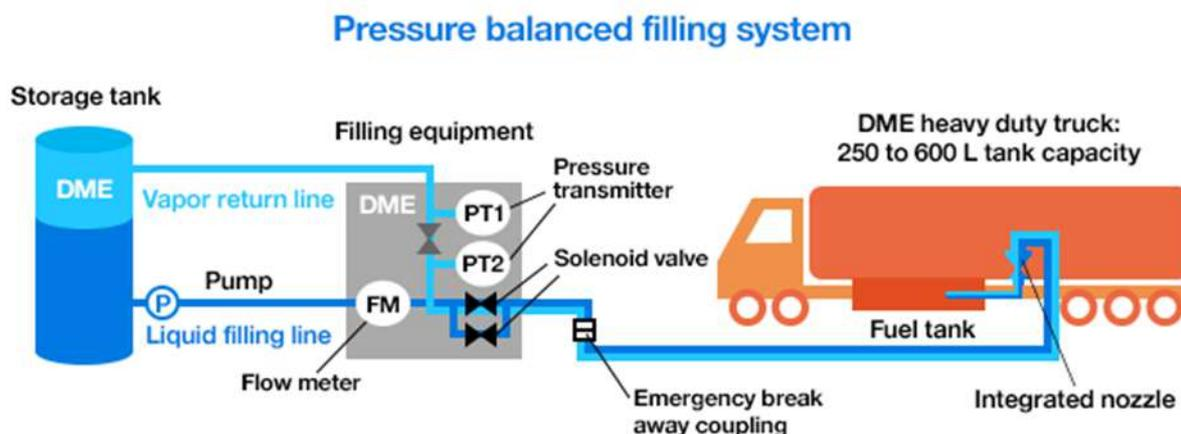 Pressure balanced filling system
Storage tank
Filling equipment
DME heavy duty truck:
250 to 600 L tank capacity
DME
Vapor return line
DME
PT1
Pressure
transmitter
PT2
Solenoid valve
Pump
P
FM
Liquid filling line
Flow meter
Fuel tank
Emergency break
away coupling
Integrated nozzle